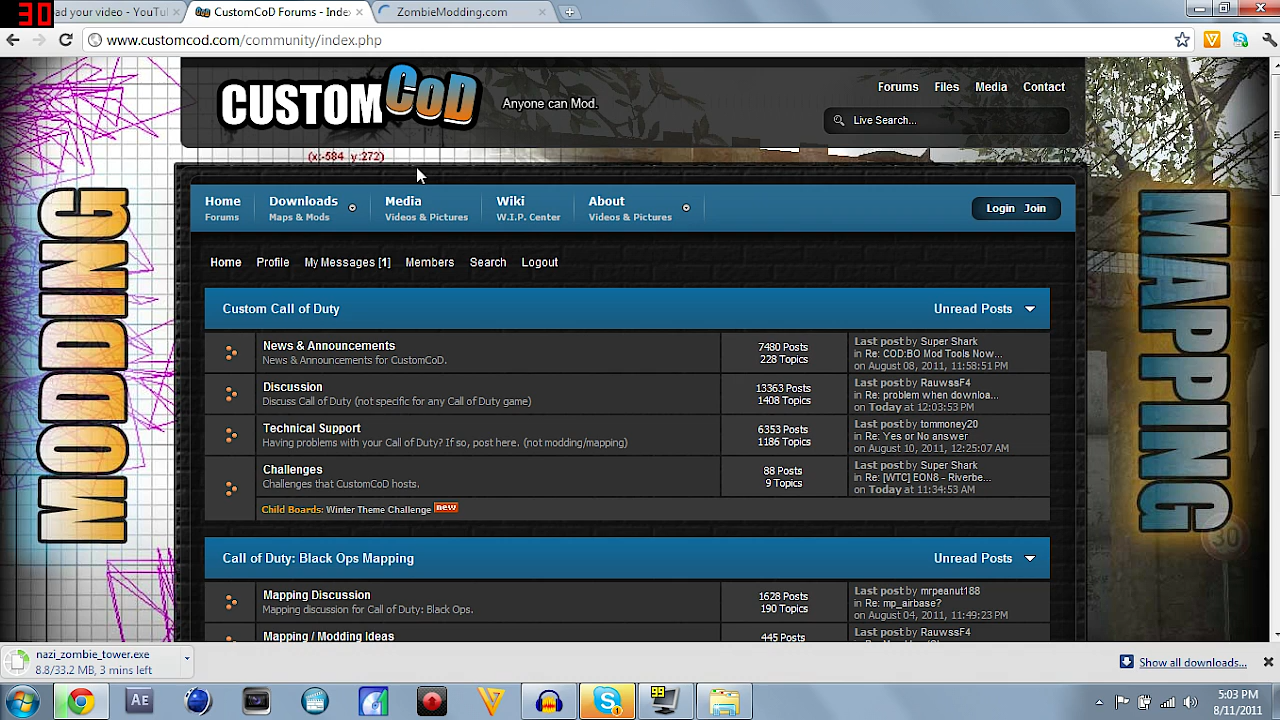 30
ad your video - YouTu
CustomCoD Forums - Index
ZombieModding.com
www.customcod.com/community/index.php
CUSTOMCoD
Anyone can Mod.
Forums Files Media Contact
Live Search...
(x:-584 y:272)
Home
Forums
Downloads
Maps & Mods
Media
Videos & Pictures
Wiki
W.I.P. Center
About
Videos & Pictures
Login Join
MODDING
MAPPING
Home Profile My Messages [1] Members Search Logout
Custom Call of Duty
Unread Posts
News & Announcements
News & Announcements for CustomCoD.
7480 Posts
228 Topics
Last post by Super Shark
in Re: COD:BO Mod Tools Now...
on August 08, 2011, 11:58:51 PM
Discussion
Discuss Call of Duty (not specific for any Call of Duty game)
13363 Posts
1408 Topics
Last post by RauwssF4
in Re: problem when downloa...
on Today at 12:03:53 PM
Technical Support
Having problems with your Call of Duty? If so, post here. (not modding/mapping)
6353 Posts
1186 Topics
Last post by tommoney20
in Re: Yes or No answer
on August 10, 2011, 12:25:07 AM
Challenges
Challenges that CustomCoD hosts.
88 Posts
9 Topics
Last post by Super Shark
in Re: [WTC] EON8 - Riverbe...
on Today at 11:34:53 AM
Child Boards: Winter Theme Challenge new
Call of Duty: Black Ops Mapping
Unread Posts
Mapping Discussion
Mapping discussion for Call of Duty: Black Ops.
1628 Posts
190 Topics
Last post by mrpeanut188
in Re: mp_airbase?
on August 04, 2011, 11:49:23 PM
Mapping / Modding Ideas
445 Posts
Last post by RauwssF4
30
nazi_zombie_tower.exe
8.8/33.2 MB, 3 mins left
Show all downloads...
AE
1
99
5:03 PM
8/11/2011